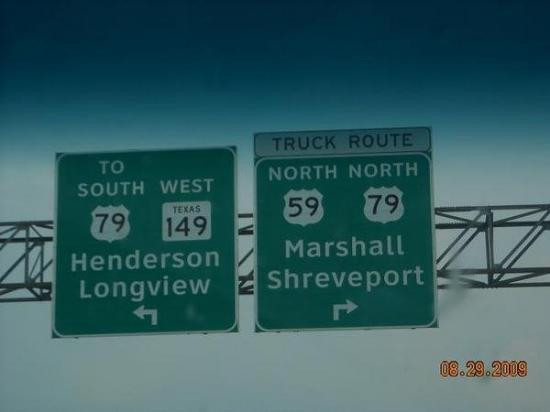 TO
SOUTH WEST
79 TEXAS 149
Henderson
Longview
TRUCK ROUTE
NORTH NORTH
59 79
Marshall
Shreveport
08.29.2009